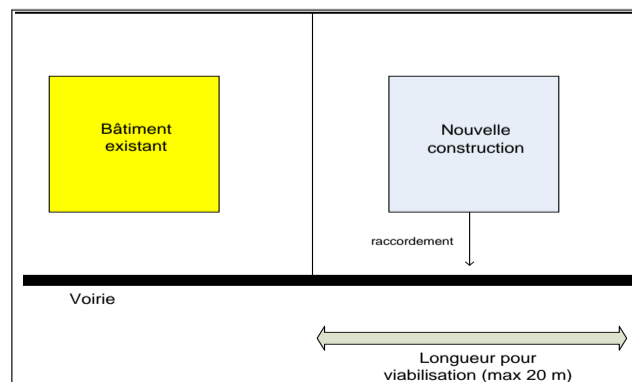 Bâtiment
existant
Nouvelle
construction
raccordement
Voirie
Longueur pour
viabilisation (max 20 m)